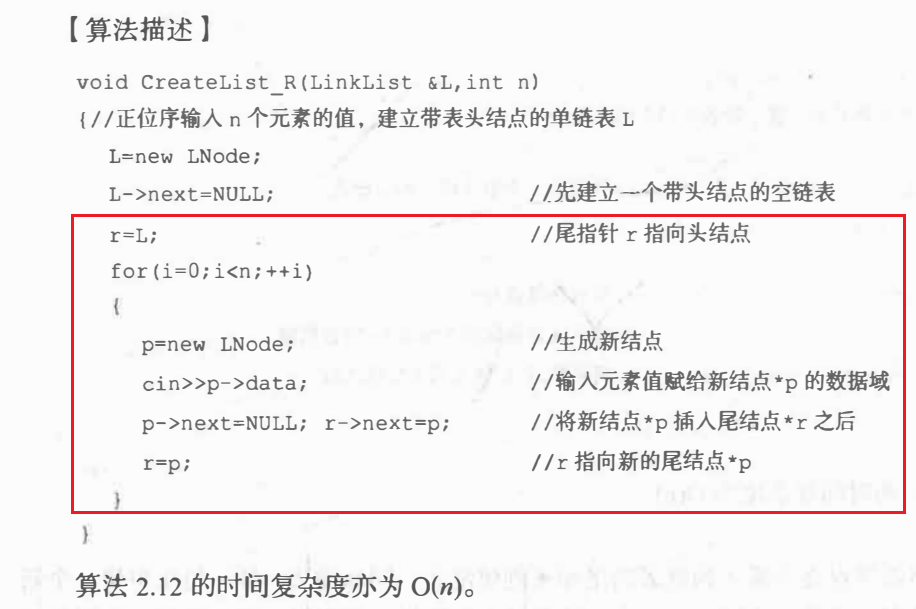 【算法描述】
void CreateList_R(LinkList &L,int n)
{//正位序输入 n 个元素的值，建立带表头结点的单链表 L
L=new LNode;
L->next=NULL; //先建立一个带头结点的空链表
r=L; //尾指针 r 指向头结点
for(i=0;i<n;++i)
{
p=new LNode; //生成新结点
cin>>p->data; //输入元素值赋给新结点*p 的数据域
p->next=NULL; r->next=p; //将新结点*p 插入尾结点*r 之后
r=p; //r 指向新的尾结点*p
}
}
算法 2.12 的时间复杂度亦为 O(n)。